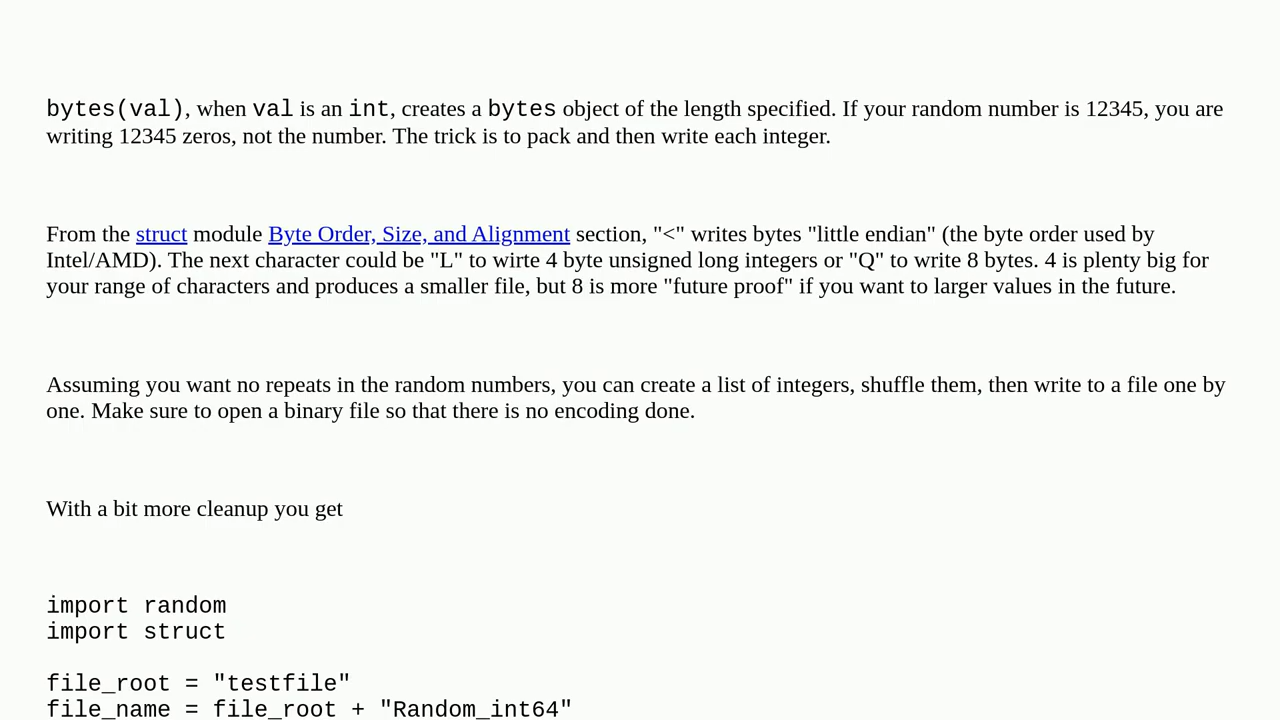 bytes(val), when val is an int, creates a bytes object of the length specified. If your random number is 12345, you are
writing 12345 zeros, not the number. The trick is to pack and then write each integer.
From the struct module Byte Order, Size, and Alignment section, "<" writes bytes "little endian" (the byte order used by
Intel/AMD). The next character could be "L" to wirte 4 byte unsigned long integers or "Q" to write 8 bytes. 4 is plenty big for
your range of characters and produces a smaller file, but 8 is more "future proof" if you want to larger values in the future.
Assuming you want no repeats in the random numbers, you can create a list of integers, shuffle them, then write to a file one by
one. Make sure to open a binary file so that there is no encoding done.
With a bit more cleanup you get
import random
import struct
file_root = "testfile"
file_name = file_root + "Random_int64"